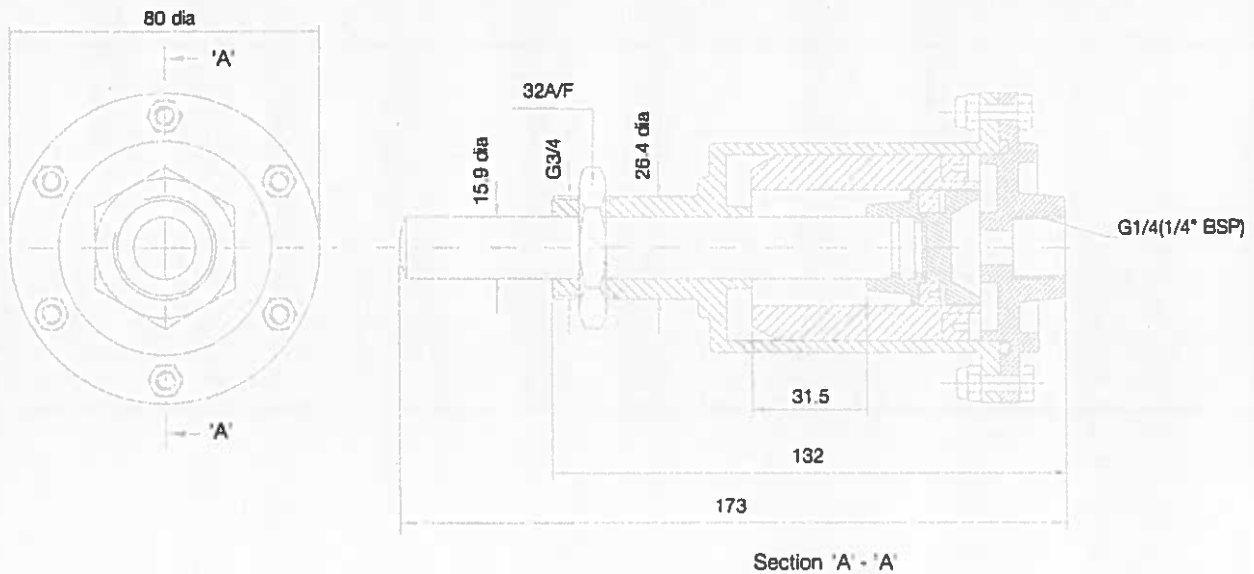 80 dia
'A'
32A/F
15.9 dia
G3/4
26.4 dia
G1/4(1/4" BSP)
31.5
'A'
132
173
Section 'A' - 'A'